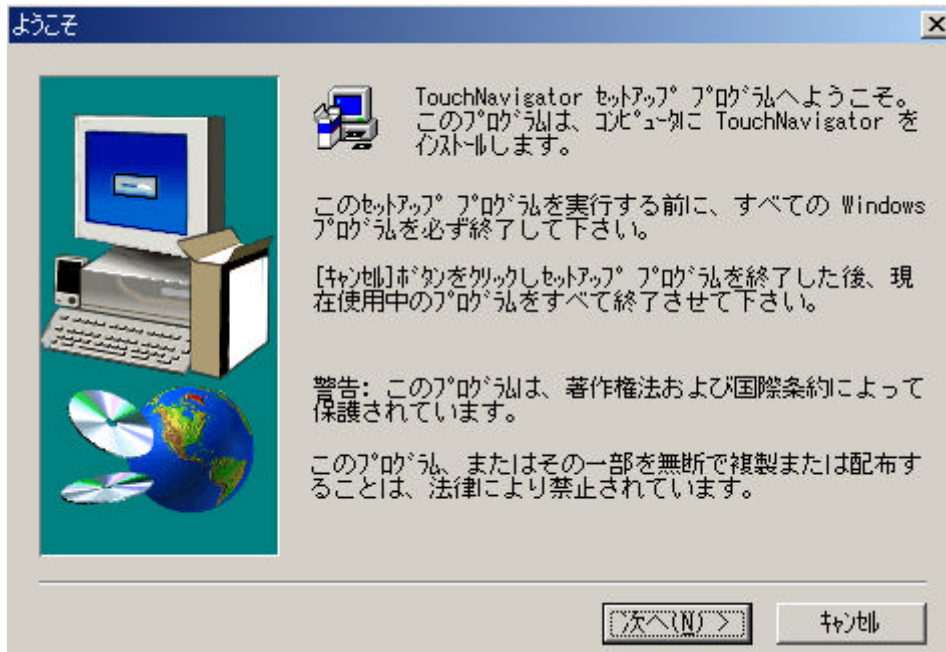 ようこそ
TouchNavigator ｾｯﾄｱｯﾌﾟ ﾌﾟﾛｸﾞﾗﾑへようこそ。
このﾌﾟﾛｸﾞﾗﾑは、ｺﾝﾋﾟｭｰﾀに TouchNavigator を
ｲﾝｽﾄｰﾙします。
このｾｯﾄｱｯﾌﾟ ﾌﾟﾛｸﾞﾗﾑを実行する前に、すべての Windows
ﾌﾟﾛｸﾞﾗﾑを必ず終了して下さい。
[ｷｬﾝｾﾙ]ﾎﾞﾀﾝをｸﾘｯｸしｾｯﾄｱｯﾌﾟ ﾌﾟﾛｸﾞﾗﾑを終了した後、現
在使用中のﾌﾟﾛｸﾞﾗﾑをすべて終了させて下さい。
警告: このﾌﾟﾛｸﾞﾗﾑは、著作権法および国際条約によって
保護されています。
このﾌﾟﾛｸﾞﾗﾑ、またはその一部を無断で複製または配布す
ることは、法律により禁止されています。
次へ(N) >
ｷｬﾝｾﾙ